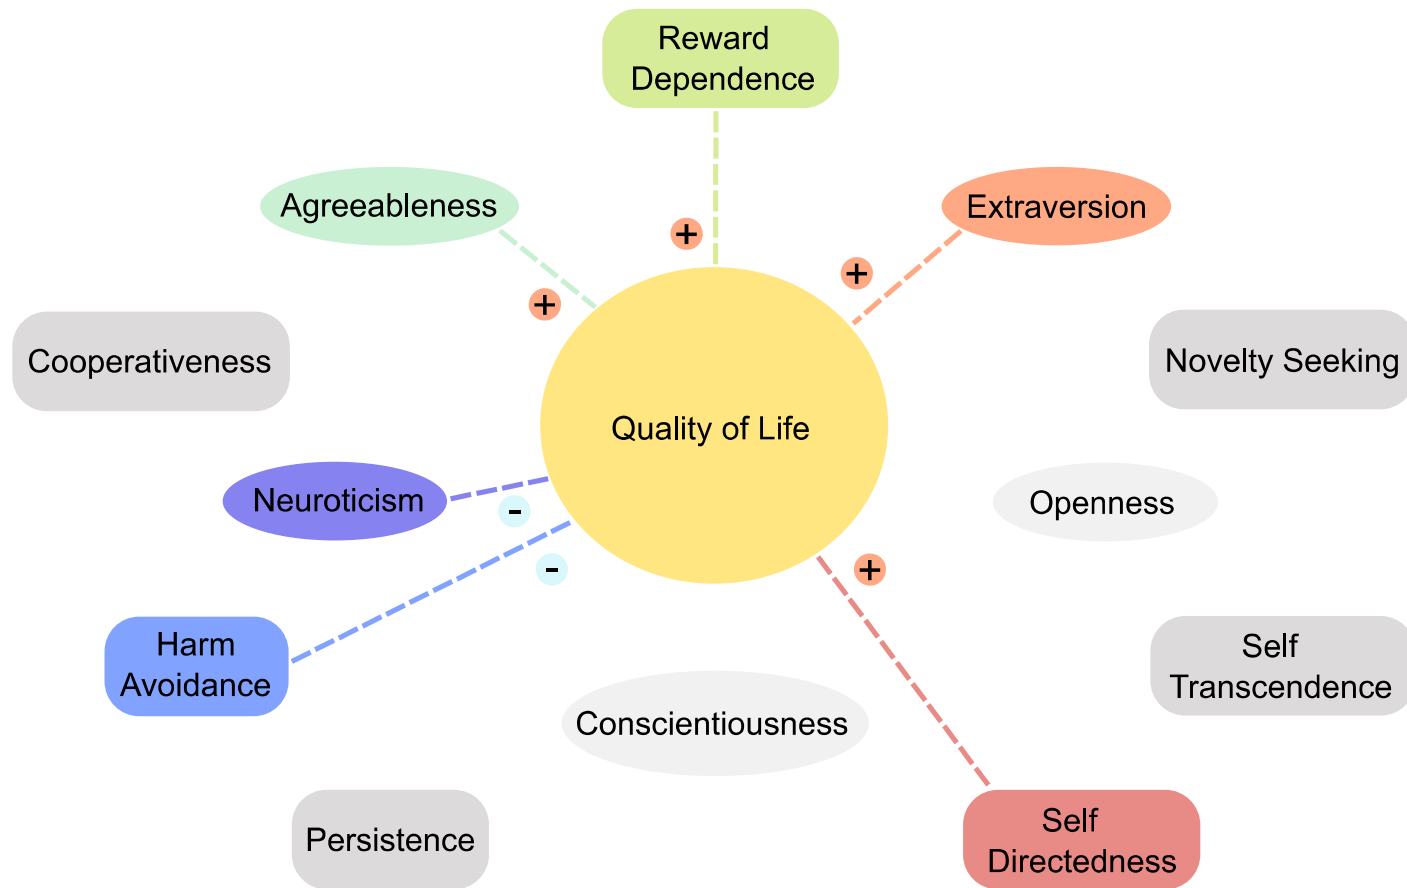 Reward
Dependence
Agreeableness
Extraversion
+
+
+
Cooperativeness
Novelty Seeking
Quality of Life
Neuroticism
Openness
-
-
+
Harm
Avoidance
Self
Transcendence
Conscientiousness
Persistence
Self
Directedness